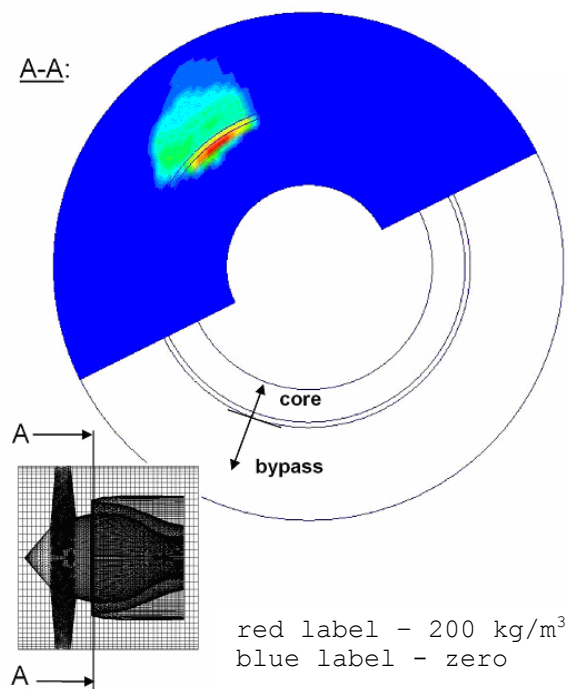 A-A:
core
bypass
A
A
red label – 200 kg/m³
blue label - zero